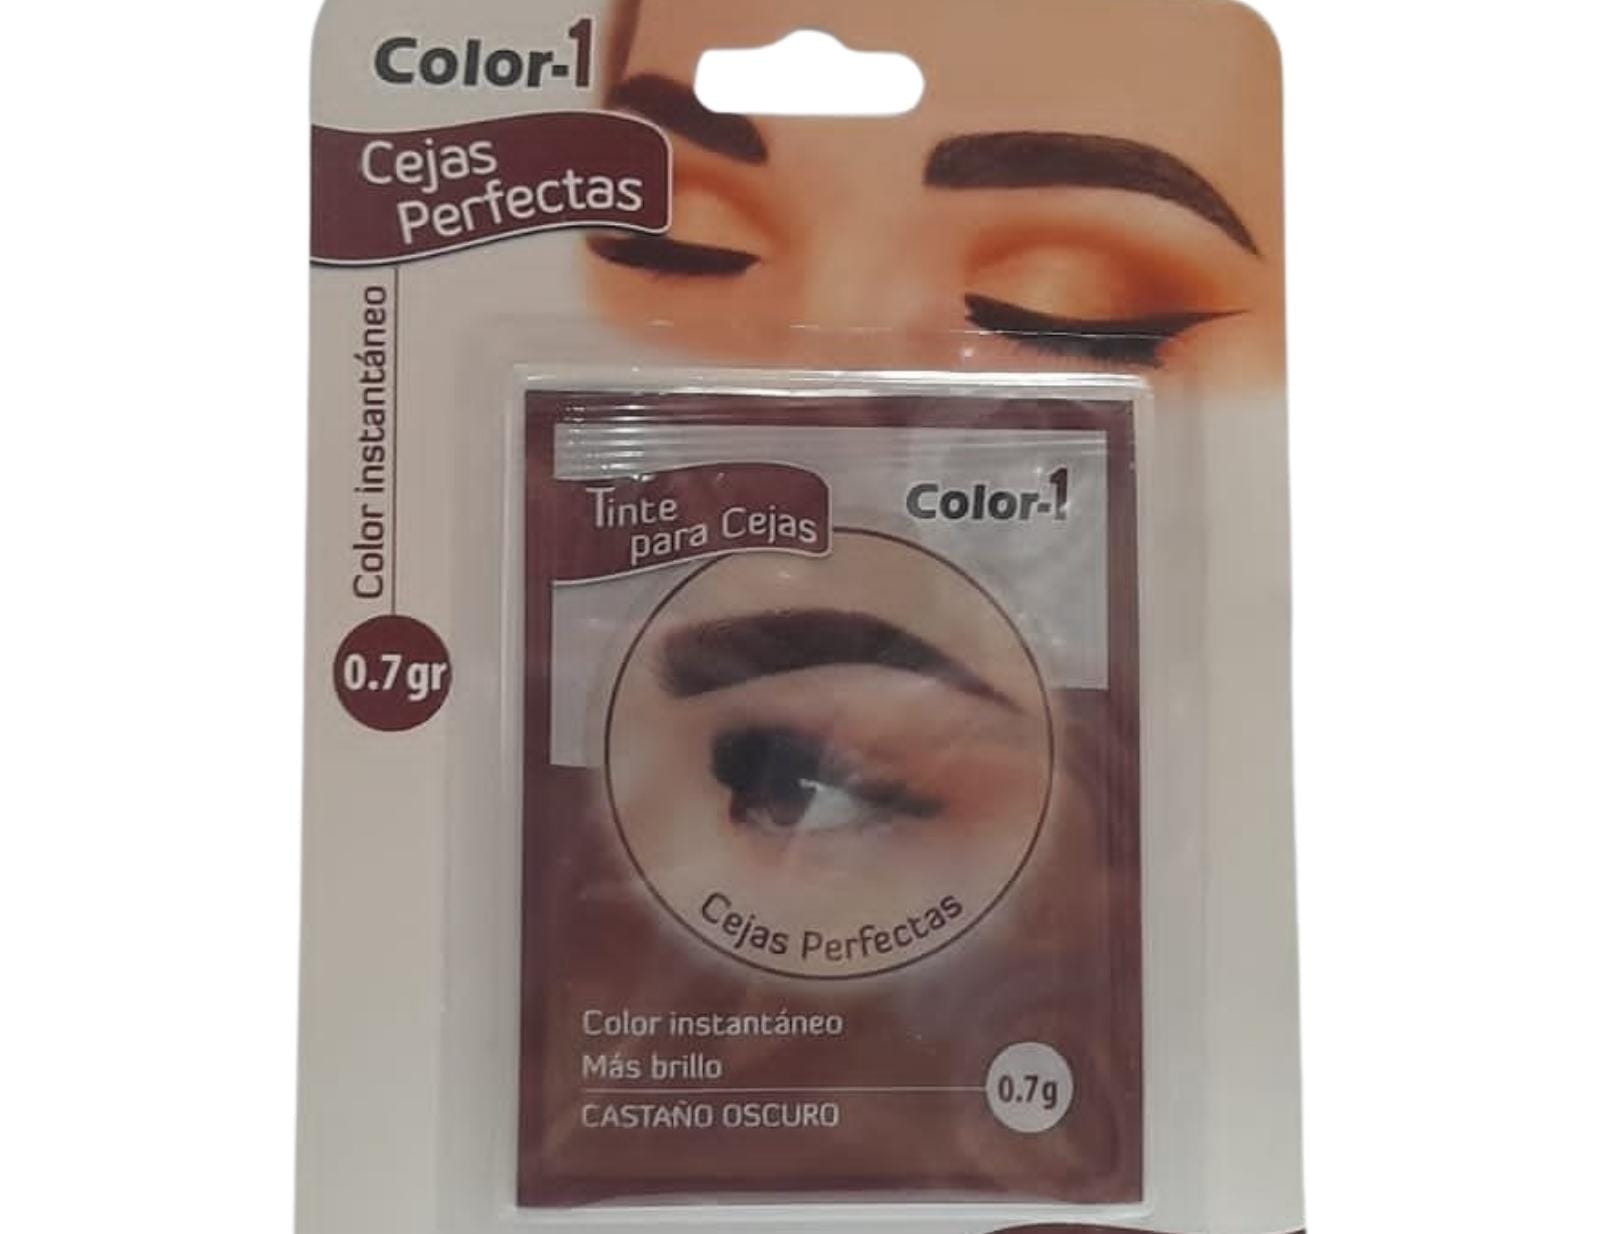 Color-1
Cejas
Perfectas
Color instantáneo
0.7gr
Tinte
para Cejas
Color-1
Cejas Perfectas
Color instantáneo
Más brillo
CASTAÑO OSCURO
0.7g